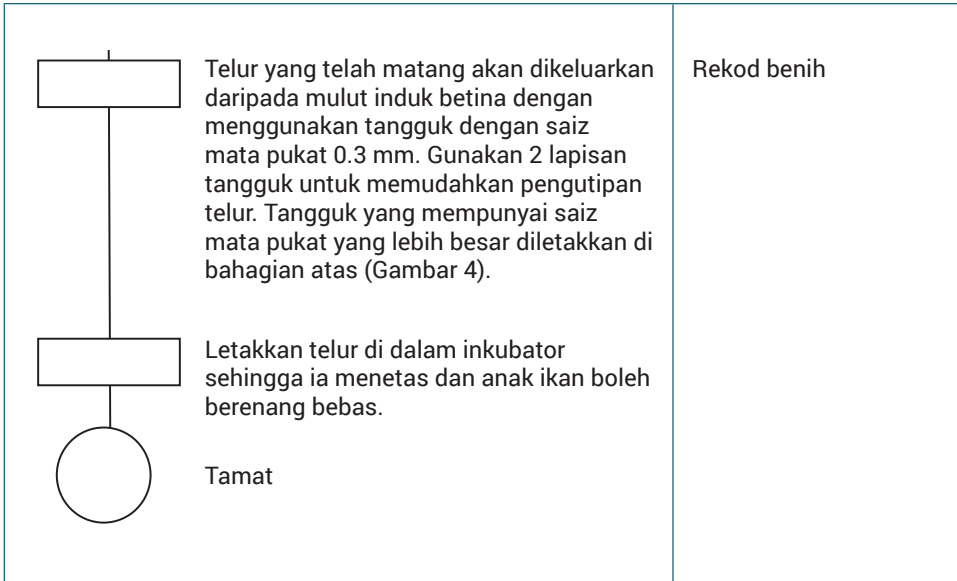 Telur yang telah matang akan dikeluarkan
daripada mulut induk betina dengan
menggunakan tangguk dengan saiz
mata pukat 0.3 mm. Gunakan 2 lapisan
tangguk untuk memudahkan pengutipan
telur. Tangguk yang mempunyai saiz
mata pukat yang lebih besar diletakkan di
bahagian atas (Gambar 4).
Rekod benih
Letakkan telur di dalam inkubator
sehingga ia menetas dan anak ikan boleh
berenang bebas.
Tamat